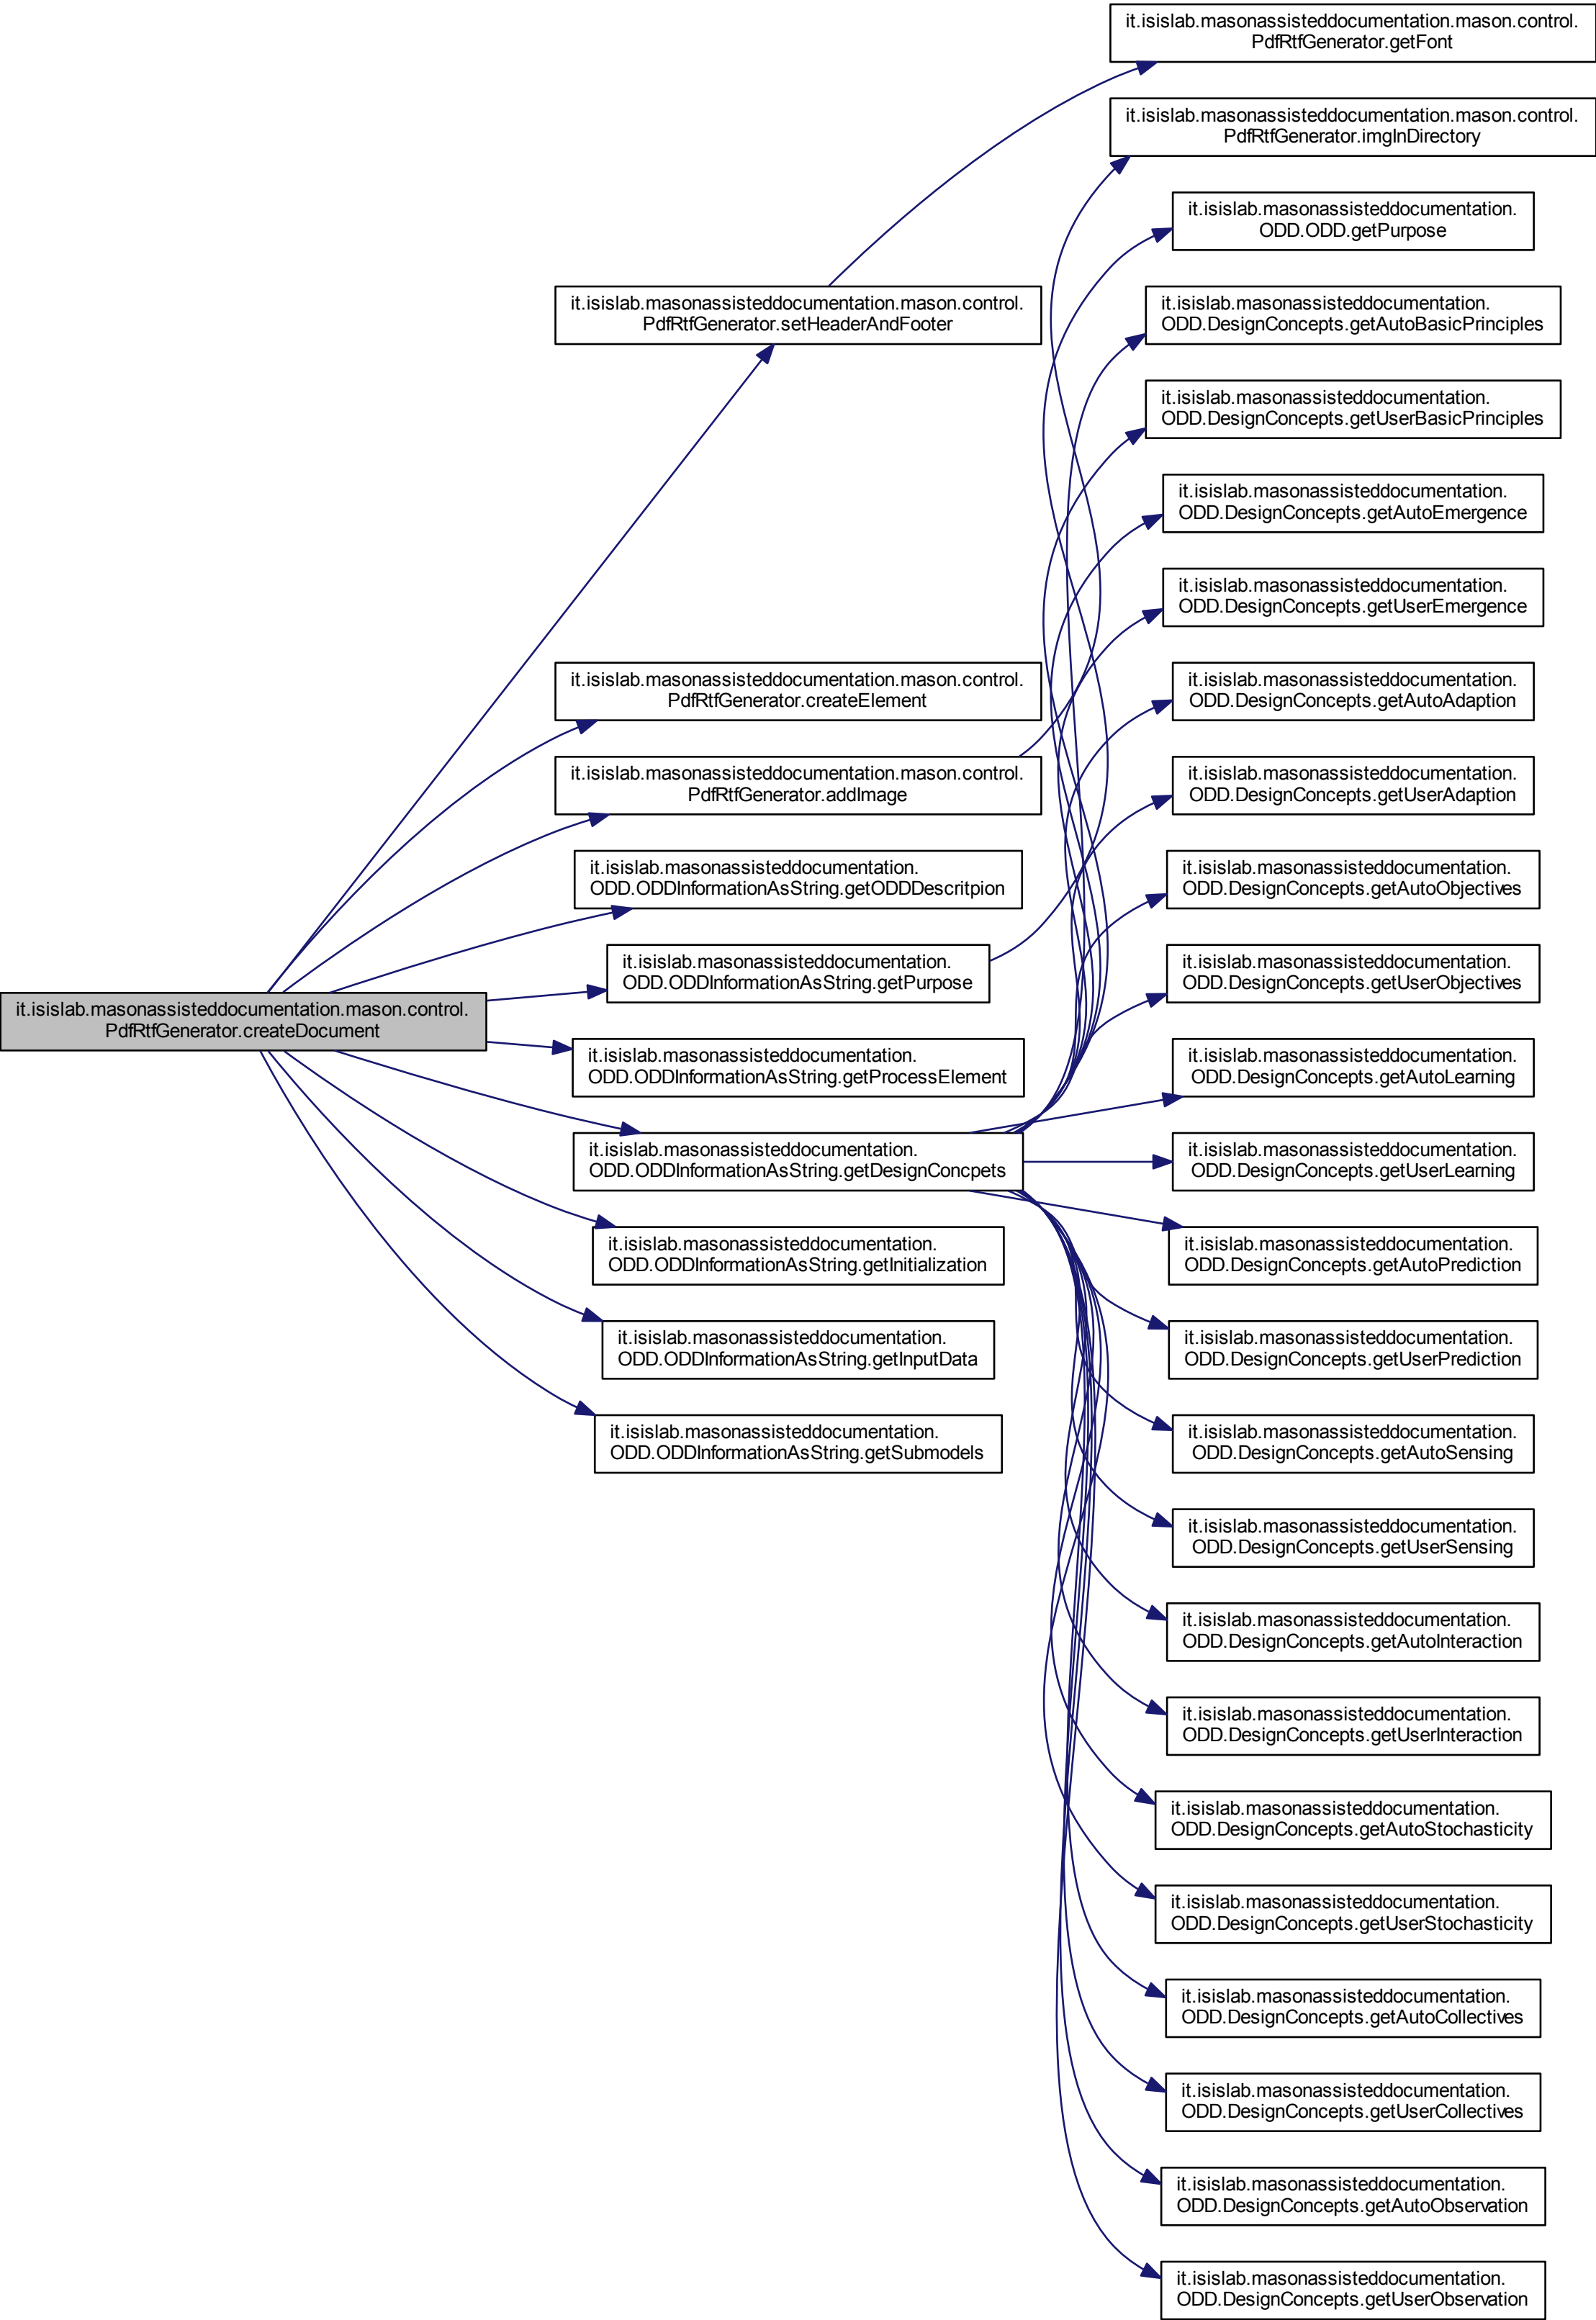 it.isislab.masonassisteddocumentation.mason.control.
PdfRtfGenerator.createDocument
it.isislab.masonassisteddocumentation.mason.control.
PdfRtfGenerator.setHeaderAndFooter
it.isislab.masonassisteddocumentation.mason.control.
PdfRtfGenerator.createElement
it.isislab.masonassisteddocumentation.mason.control.
PdfRtfGenerator.addImage
it.isislab.masonassisteddocumentation.
ODD.ODDInformationAsString.getODDDescritpion
it.isislab.masonassisteddocumentation.
ODD.ODDInformationAsString.getPurpose
it.isislab.masonassisteddocumentation.
ODD.ODDInformationAsString.getProcessElement
it.isislab.masonassisteddocumentation.
ODD.ODDInformationAsString.getDesignConcpets
it.isislab.masonassisteddocumentation.
ODD.ODDInformationAsString.getInitialization
it.isislab.masonassisteddocumentation.
ODD.ODDInformationAsString.getInputData
it.isislab.masonassisteddocumentation.
ODD.ODDInformationAsString.getSubmodels
it.isislab.masonassisteddocumentation.mason.control.
PdfRtfGenerator.getFont
it.isislab.masonassisteddocumentation.mason.control.
PdfRtfGenerator.imgInDirectory
it.isislab.masonassisteddocumentation.
ODD.ODD.getPurpose
it.isislab.masonassisteddocumentation.
ODD.DesignConcepts.getAutoBasicPrinciples
it.isislab.masonassisteddocumentation.
ODD.DesignConcepts.getUserBasicPrinciples
it.isislab.masonassisteddocumentation.
ODD.DesignConcepts.getAutoEmergence
it.isislab.masonassisteddocumentation.
ODD.DesignConcepts.getUserEmergence
it.isislab.masonassisteddocumentation.
ODD.DesignConcepts.getAutoAdaption
it.isislab.masonassisteddocumentation.
ODD.DesignConcepts.getUserAdaption
it.isislab.masonassisteddocumentation.
ODD.DesignConcepts.getAutoObjectives
it.isislab.masonassisteddocumentation.
ODD.DesignConcepts.getUserObjectives
it.isislab.masonassisteddocumentation.
ODD.DesignConcepts.getAutoLearning
it.isislab.masonassisteddocumentation.
ODD.DesignConcepts.getUserLearning
it.isislab.masonassisteddocumentation.
ODD.DesignConcepts.getAutoPrediction
it.isislab.masonassisteddocumentation.
ODD.DesignConcepts.getUserPrediction
it.isislab.masonassisteddocumentation.
ODD.DesignConcepts.getAutoSensing
it.isislab.masonassisteddocumentation.
ODD.DesignConcepts.getUserSensing
it.isislab.masonassisteddocumentation.
ODD.DesignConcepts.getAutoInteraction
it.isislab.masonassisteddocumentation.
ODD.DesignConcepts.getUserInteraction
it.isislab.masonassisteddocumentation.
ODD.DesignConcepts.getAutoStochasticity
it.isislab.masonassisteddocumentation.
ODD.DesignConcepts.getUserStochasticity
it.isislab.masonassisteddocumentation.
ODD.DesignConcepts.getAutoCollectives
it.isislab.masonassisteddocumentation.
ODD.DesignConcepts.getUserCollectives
it.isislab.masonassisteddocumentation.
ODD.DesignConcepts.getAutoObservation
it.isislab.masonassisteddocumentation.
ODD.DesignConcepts.getUserObservation